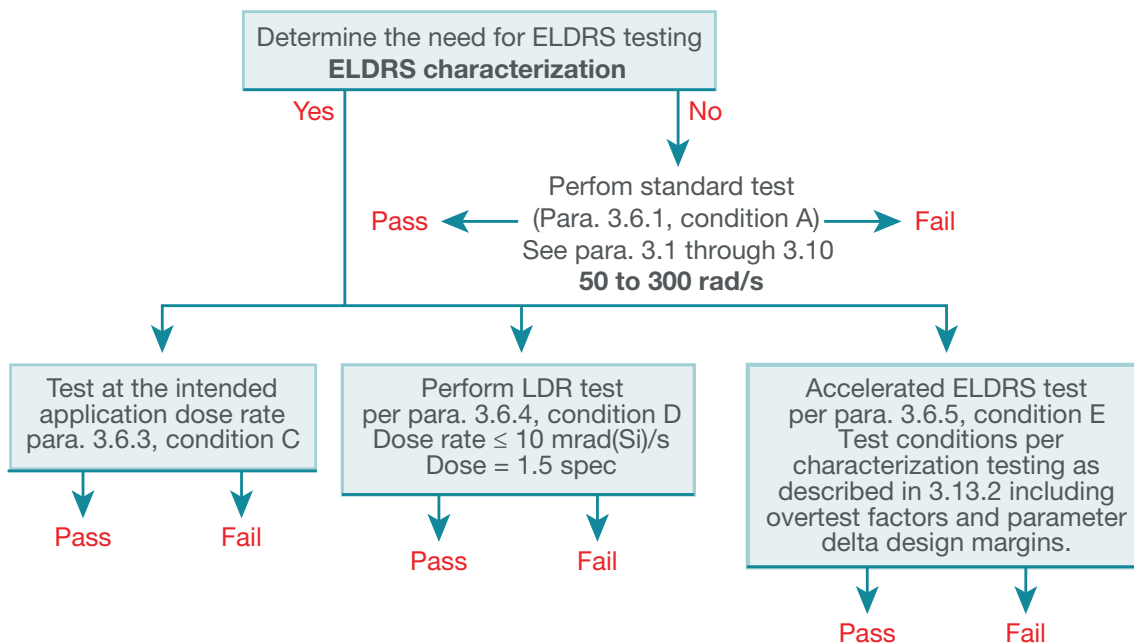 Determine the need for ELDRS testing
ELDRS characterization
Yes
No
Perfom standard test
(Para. 3.6.1, condition A)
See para. 3.1 through 3.10
50 to 300 rad/s
Pass
Fail
Test at the intended
application dose rate
para. 3.6.3, condition C
Pass
Fail
Perform LDR test
per para. 3.6.4, condition D
Dose rate ≤ 10 mrad(Si)/s
Dose = 1.5 spec
Pass
Fail
Accelerated ELDRS test
per para. 3.6.5, condition E
Test conditions per
characterization testing as
described in 3.13.2 including
overtest factors and parameter
delta design margins.
Pass
Fail